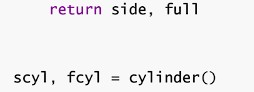 return side, full
scyl, fcyl = cylinder()